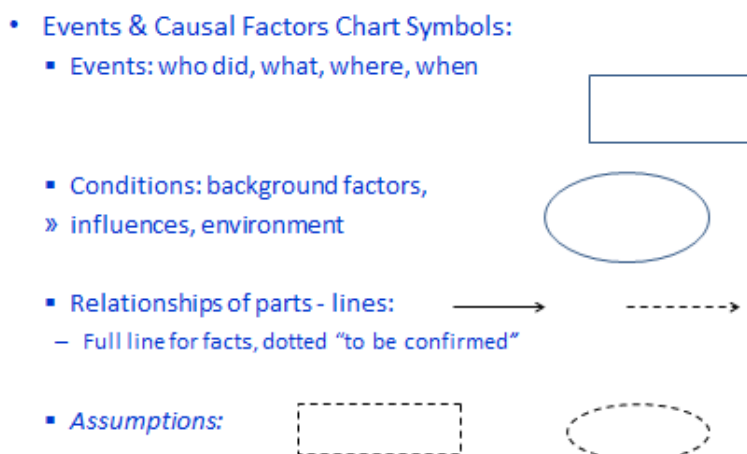 • Events & Causal Factors Chart Symbols:
▪ Events: who did, what, where, when
▪ Conditions: background factors,
» influences, environment
▪ Relationships of parts - lines:
– Full line for facts, dotted “to be confirmed”
▪ Assumptions: